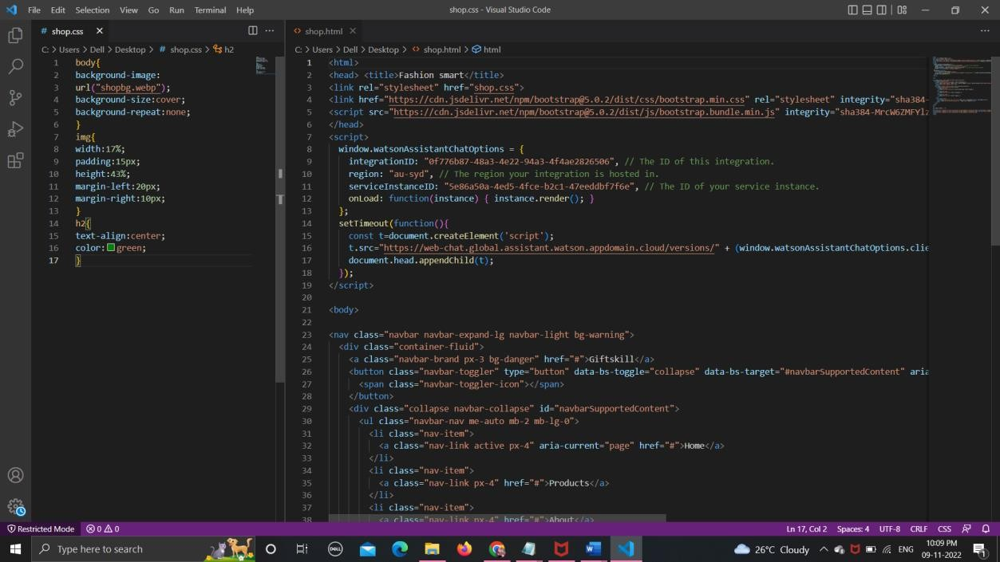 File Edit Selection View Go Run Terminal Help
shop.css - Visual Studio Code
# shop.css
C: > Users > Dell > Desktop > # shop.css > h2
1 body{
2 background-image:
3 url("shopbg.webp");
4 background-size:cover;
5 background-repeat:none;
6 }
7 img{
8 width:17%;
9 padding:15px;
10 height:43%;
11 margin-left:20px;
12 margin-right:10px;
13 }
14 h2{
15 text-align:center;
16 color:green;
17 }
<> shop.html
C: > Users > Dell > Desktop > <> shop.html > html
1 <html>
2 <head> <title>Fashion smart</title>
3 <link rel="stylesheet" href="shop.css">
4 <link href="https://cdn.jsdelivr.net/npm/bootstrap@5.0.2/dist/css/bootstrap.min.css" rel="stylesheet" integrity="sha384-
5 <script src="https://cdn.jsdelivr.net/npm/bootstrap@5.0.2/dist/js/bootstrap.bundle.min.js" integrity="sha384-MrcW6ZMFYlz
6 </head>
7 <script>
8 window.watsonAssistantChatOptions = {
9 integrationID: "0f776b87-48a3-4e22-94a3-4f4ae2826506", // The ID of this integration.
10 region: "au-syd", // The region your integration is hosted in.
11 serviceInstanceID: "5e86a50a-4ed5-4fce-b2c1-47eeddbf7f6e", // The ID of your service instance.
12 onLoad: function(instance) { instance.render(); }
13 };
14 setTimeout(function(){
15 const t=document.createElement('script');
16 t.src="https://web-chat.global.assistant.watson.appdomain.cloud/versions/" + (window.watsonAssistantChatOptions.clie
17 document.head.appendChild(t);
18 });
19 </script>
20
21 <body>
22
23 <nav class="navbar navbar-expand-lg navbar-light bg-warning">
24 <div class="container-fluid">
25 <a class="navbar-brand px-3 bg-danger" href="#">Giftskill</a>
26 <button class="navbar-toggler" type="button" data-bs-toggle="collapse" data-bs-target="#navbarSupportedContent" aria
27 <span class="navbar-toggler-icon"></span>
28 </button>
29 <div class="collapse navbar-collapse" id="navbarSupportedContent">
30 <ul class="navbar-nav me-auto mb-2 mb-lg-0">
31 <li class="nav-item">
32 <a class="nav-link active px-4" aria-current="page" href="#">Home</a>
33 </li>
34 <li class="nav-item">
35 <a class="nav-link px-4" href="#">Products</a>
36 </li>
37 <li class="nav-item">
38 <a class="nav-link px-4" href="#">About</a>
Restricted Mode 0 0 Ln 17, Col 2 Spaces: 4 UTF-8 CRLF CSS
Type here to search DELL 26°C Cloudy ENG 10:09 PM
09-11-2022 1